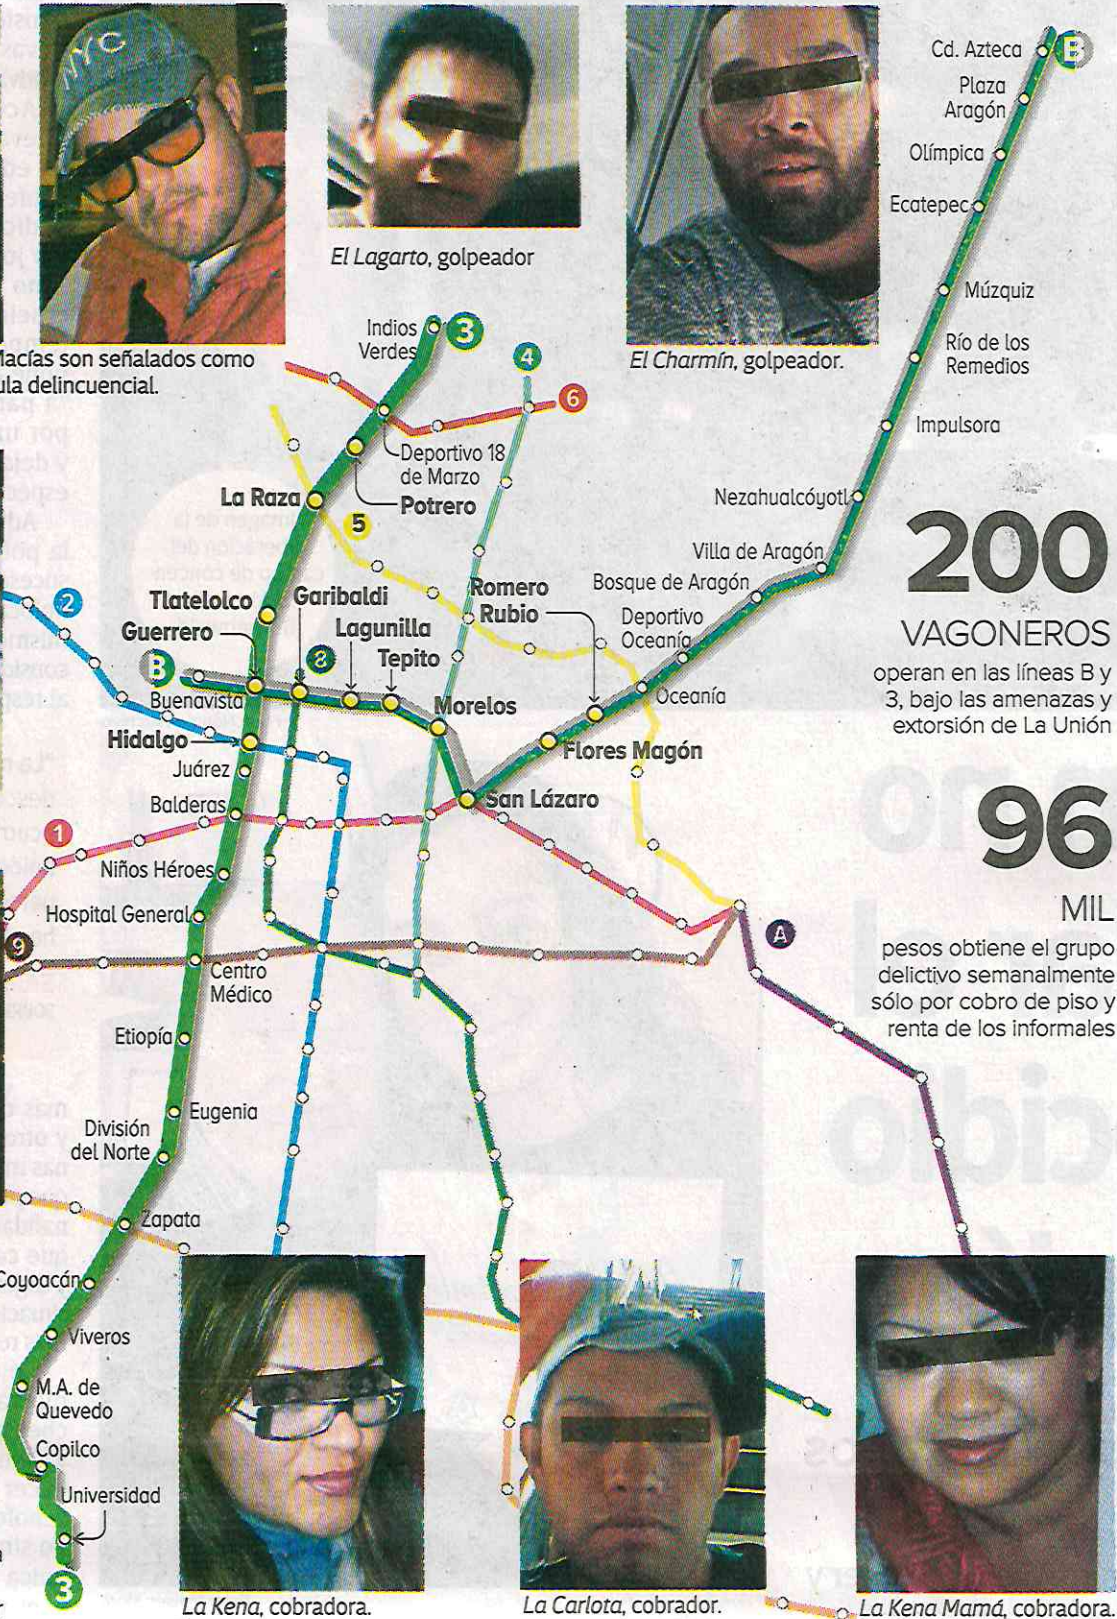 NYC
El Lagarto, golpeador
Macías son señalados como
ula delincuencial.
El Charmín, golpeador.
Cd. Azteca
B
Plaza
Aragón
Olímpica
Ecatepec
Múzquiz
Río de los
Remedios
Impulsora
Nezahualcóyotl
Villa de Aragón
Bosque de Aragón
Deportivo
Oceanía
Oceanía
Romero
Rubio
Flores Magón
San Lázaro
Morelos
Tepito
Lagunilla
Garibaldi
8
Guerrero
B
Buenavista
Indios
Verdes
3
4
6
Deportivo 18
de Marzo
Potrero
La Raza
5
Tlatelolco
2
Hidalgo
Juárez
Balderas
1
Niños Héroes
Hospital General
9
Centro
Médico
A
Etiopía
Eugenia
División
del Norte
Zapata
Coyoacán
Viveros
M.A. de
Quevedo
Copilco
Universidad
3
200
VAGONEROS
operan en las líneas B y
3, bajo las amenazas y
extorsión de La Unión
96
MIL
pesos obtiene el grupo
delictivo semanalmente
sólo por cobro de piso y
renta de los informales
La Kena, cobradora.
La Carlota, cobrador.
La Kena Mamá, cobradora.